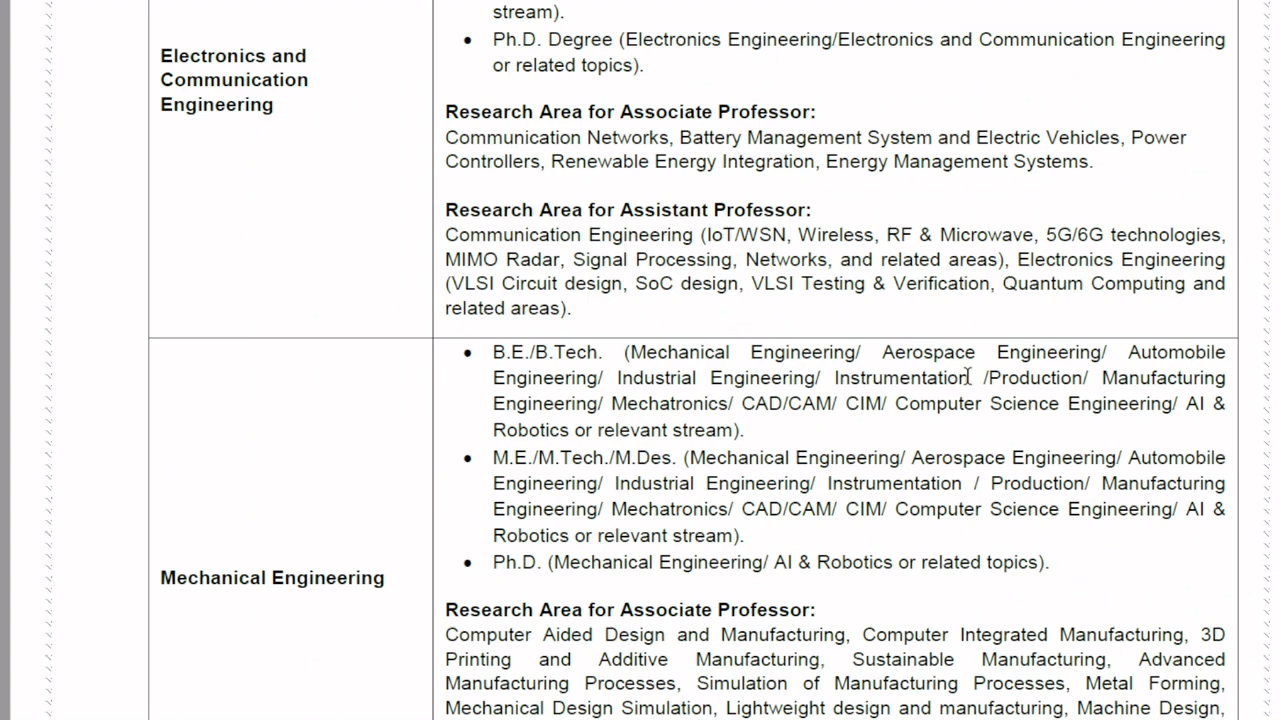 stream).
• Ph.D. Degree (Electronics Engineering/Electronics and Communication Engineering
or related topics).
Electronics and
Communication
Engineering
Research Area for Associate Professor:
Communication Networks, Battery Management System and Electric Vehicles, Power
Controllers, Renewable Energy Integration, Energy Management Systems.
Research Area for Assistant Professor:
Communication Engineering (IoT/WSN, Wireless, RF & Microwave, 5G/6G technologies,
MIMO Radar, Signal Processing, Networks, and related areas), Electronics Engineering
(VLSI Circuit design, SoC design, VLSI Testing & Verification, Quantum Computing and
related areas).
• B.E./B.Tech. (Mechanical Engineering/ Aerospace Engineering/ Automobile
Engineering/ Industrial Engineering/ Instrumentation /Production/ Manufacturing
Engineering/ Mechatronics/ CAD/CAM/ CIM/ Computer Science Engineering/ AI &
Robotics or relevant stream).
• M.E./M.Tech./M.Des. (Mechanical Engineering/ Aerospace Engineering/ Automobile
Engineering/ Industrial Engineering/ Instrumentation / Production/ Manufacturing
Engineering/ Mechatronics/ CAD/CAM/ CIM/ Computer Science Engineering/ AI &
Robotics or relevant stream).
• Ph.D. (Mechanical Engineering/ AI & Robotics or related topics).
Mechanical Engineering
Research Area for Associate Professor:
Computer Aided Design and Manufacturing, Computer Integrated Manufacturing, 3D
Printing and Additive Manufacturing, Sustainable Manufacturing, Advanced
Manufacturing Processes, Simulation of Manufacturing Processes, Metal Forming,
Mechanical Design Simulation, Lightweight design and manufacturing, Machine Design,